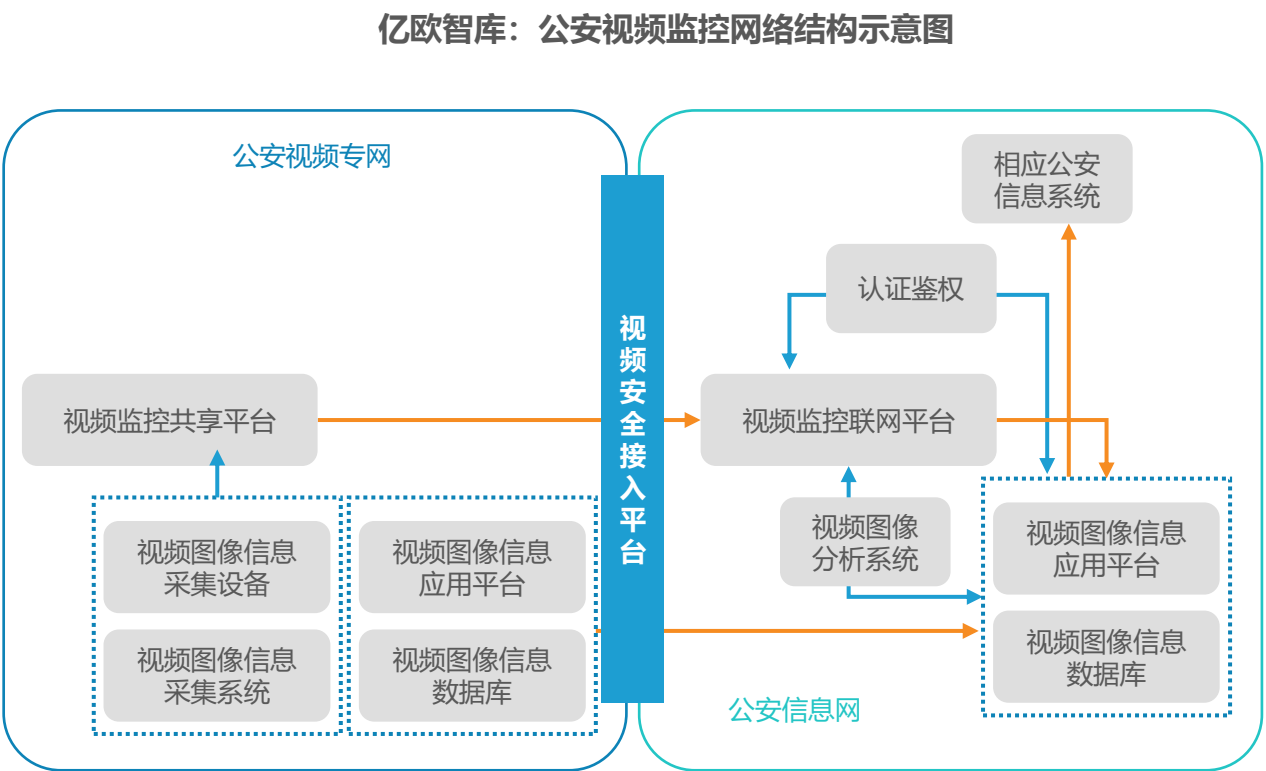 亿欧智库：公安视频监控网络结构示意图
公安视频专网
视频监控共享平台
视频图像信息
采集设备
视频图像信息
采集系统
视频图像信息
应用平台
视频图像信息
数据库
视频安全接入平台
相应公安
信息系统
认证鉴权
视频监控联网平台
视频图像
分析系统
视频图像信息
应用平台
视频图像信息
数据库
公安信息网